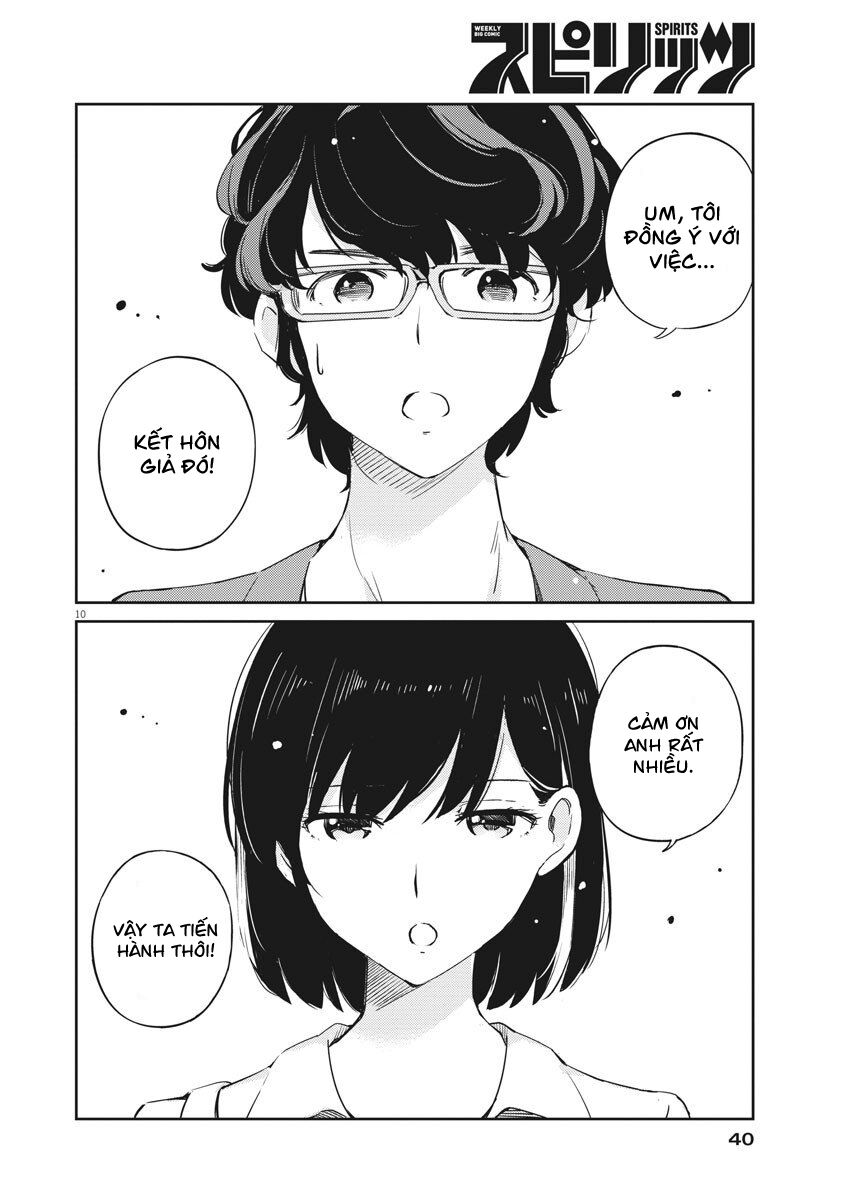 WEEKLY
BIG COMIC
スピリッツ
SPIRITS
UM, TÔI
ĐỒNG Ý VỚI
VIỆC...
KẾT HÔN
GIẢ ĐÓ!
10
CẢM ƠN
ANH RẤT
NHIỀU.
VẬY TA TIẾN
HÀNH THÔI!
40